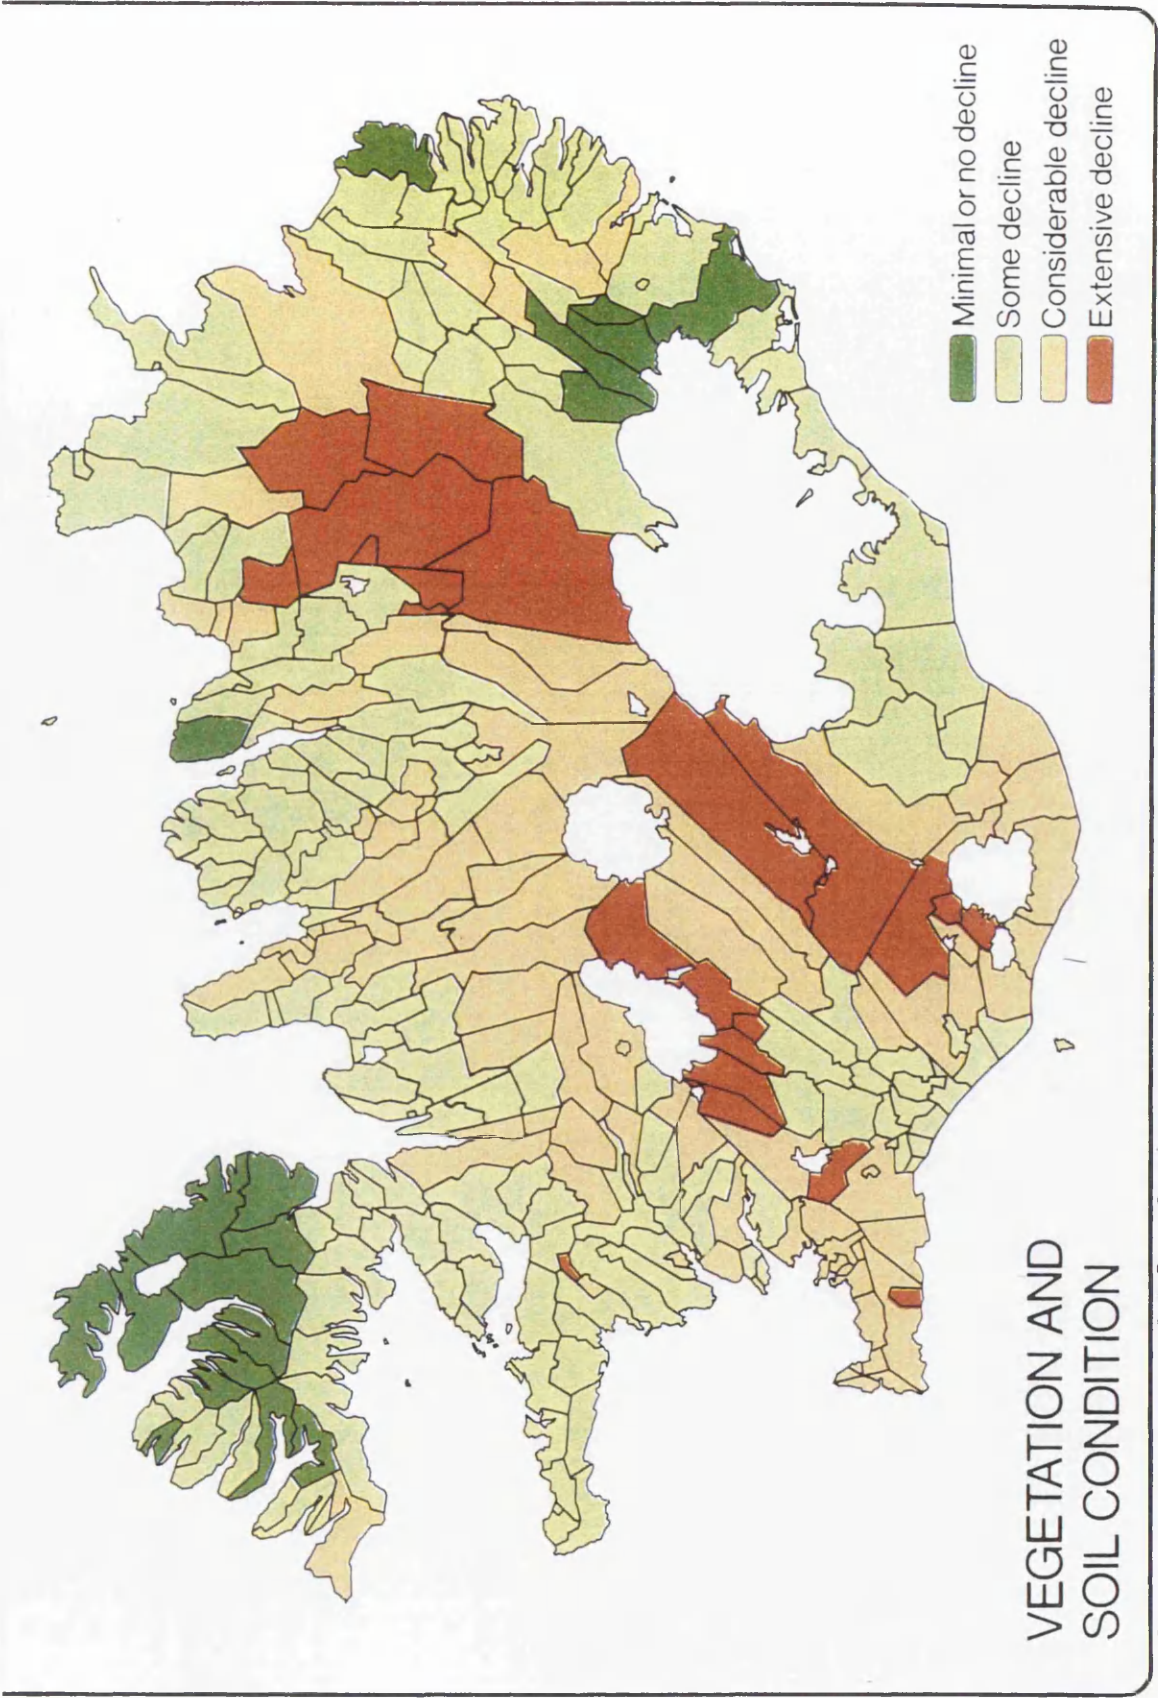 VEGETATION AND
SOIL CONDITION
Minimal or no decline
Some decline
Considerable decline
Extensive decline